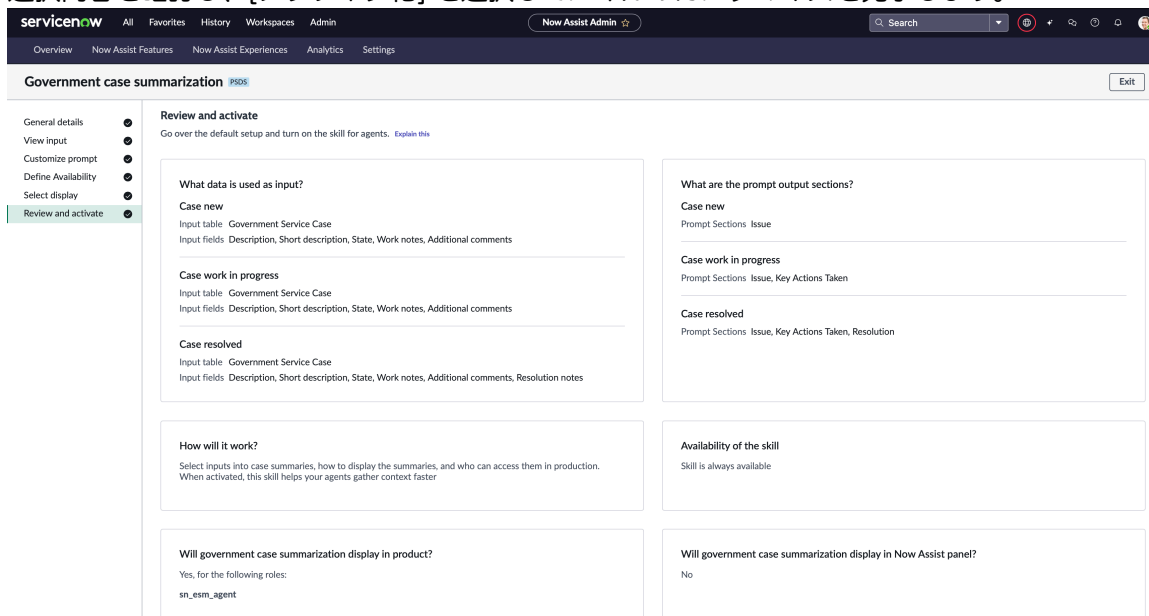 servicenow All Favorites History Workspaces Admin Now Assist Admin Search
Overview Now Assist Features Now Assist Experiences Analytics Settings
Government case summarization PSDS Exit
General details
View input
Customize prompt
Define Availability
Select display
Review and activate
Review and activate
Go over the default setup and turn on the skill for agents. Explain this
What data is used as input?
Case new
Input table Government Service Case
Input fields Description, Short description, State, Work notes, Additional comments
Case work in progress
Input table Government Service Case
Input fields Description, Short description, State, Work notes, Additional comments
Case resolved
Input table Government Service Case
Input fields Description, Short description, State, Work notes, Additional comments, Resolution notes
What are the prompt output sections?
Case new
Prompt Sections Issue
Case work in progress
Prompt Sections Issue, Key Actions Taken
Case resolved
Prompt Sections Issue, Key Actions Taken, Resolution
How will it work?
Select inputs into case summaries, how to display the summaries, and who can access them in production.
When activated, this skill helps your agents gather context faster
Availability of the skill
Skill is always available
Will government case summarization display in product?
Yes, for the following roles:
sn_esm_agent
Will government case summarization display in Now Assist panel?
No